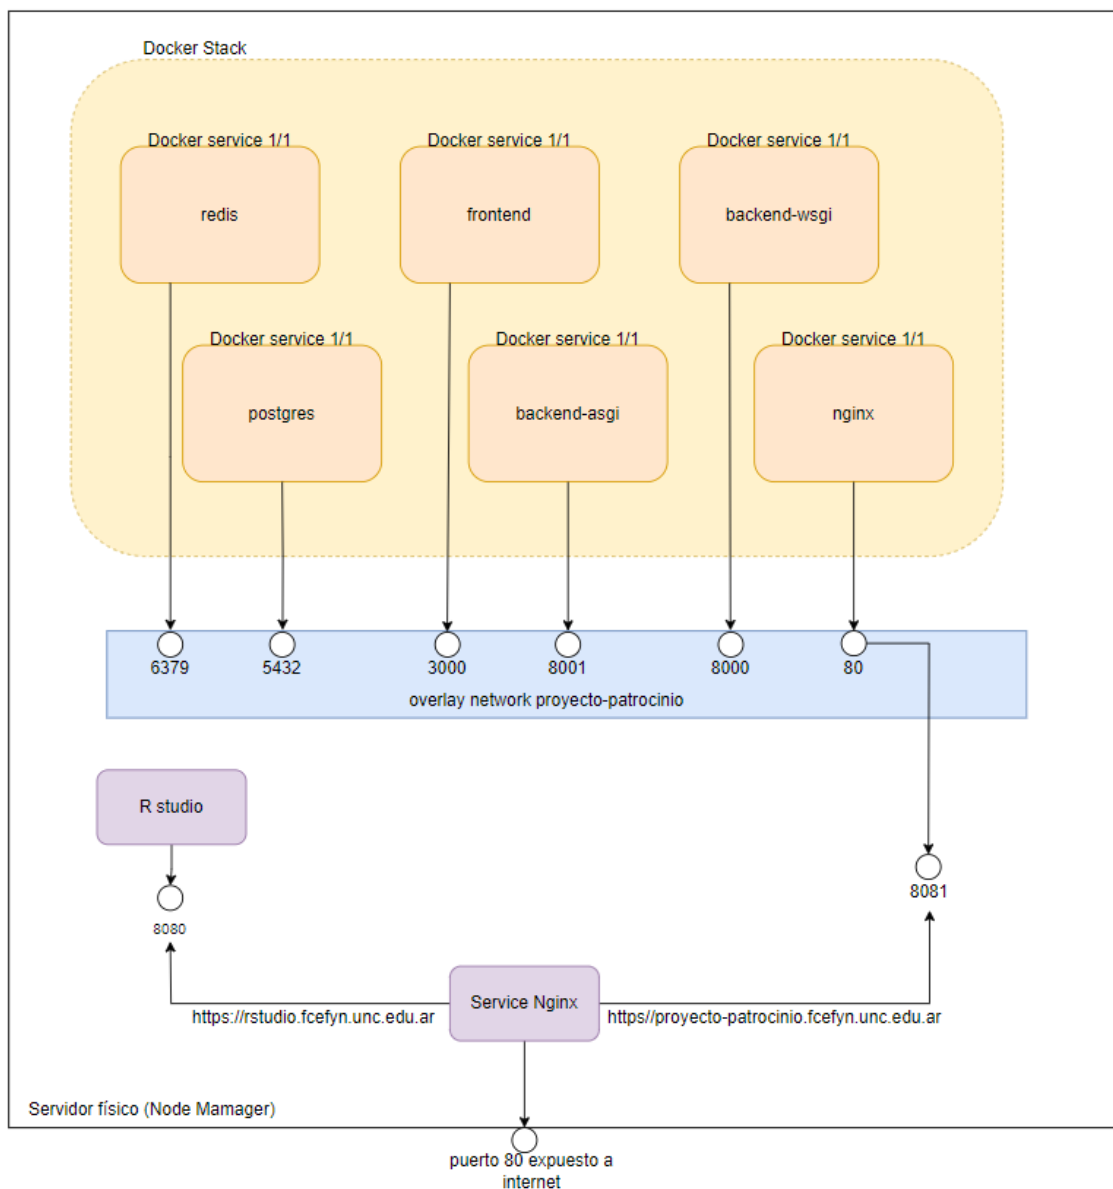 Docker Stack
Docker service 1/1
Docker service 1/1
Docker service 1/1
redis
frontend
backend-wsgi
Docker service 1/1
Docker service 1/1
Docker service 1/1
postgres
backend-asgi
nginx
6379
5432
3000
8001
8000
80
overlay network proyecto-patrocinio
R studio
8081
8080
Service Nginx
https://rstudio.fcefyn.unc.edu.ar
https//proyecto-patrocinio.fcefyn.unc.edu.ar
Servidor físico (Node Mamager)
puerto 80 expuesto a
internet